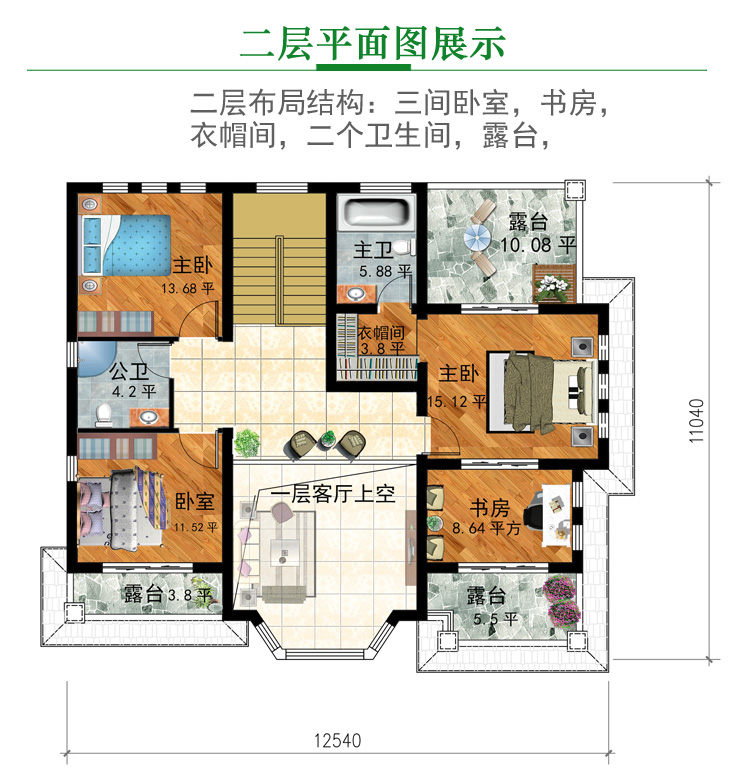 二层平面图展示
二层布局结构：三间卧室，书房，
衣帽间，二个卫生间，露台，
主卧
13.68 平
主卫
5.88 平
露台
10.08 平
衣帽间
3.8 平
公卫
4.2 平
主卧
15.12 平
卧室
11.52 平
一层客厅上空
书房
8.64 平方
露台 3.8 平
露台
5.5 平
11040
12540